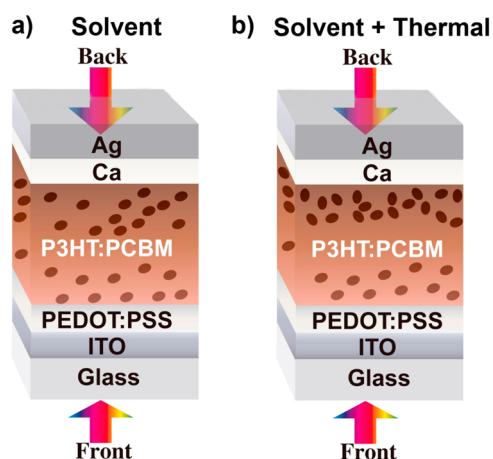 a) Solvent
Back
Ag
Ca
P3HT:PCBM
PEDOT:PSS
ITO
Glass
Front
b) Solvent + Thermal
Back
Ag
Ca
P3HT:PCBM
PEDOT:PSS
ITO
Glass
Front